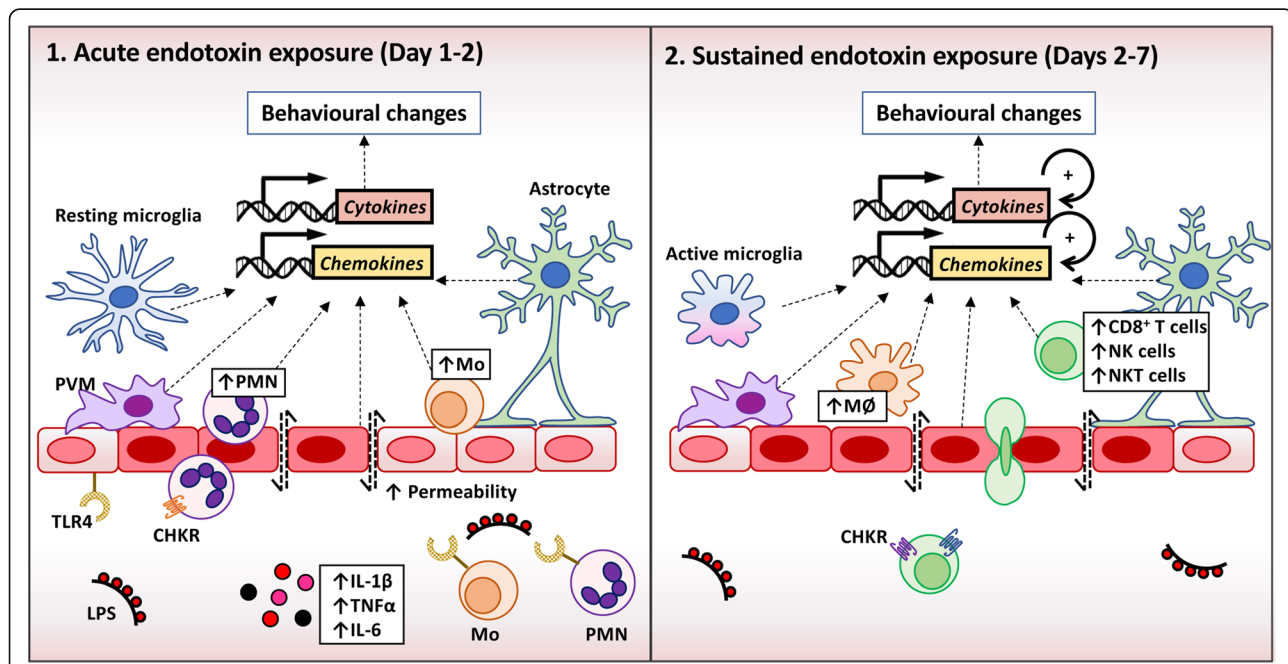 1. Acute endotoxin exposure (Day 1-2)
Behavioural changes
Cytokines
Chemokines
Resting microglia
Astrocyte
PVM
↑PMN
↑Mo
TLR4
CHKR
↑ Permeability
LPS
↑IL-1β
↑TNFα
↑IL-6
Mo
PMN
2. Sustained endotoxin exposure (Days 2-7)
Behavioural changes
Cytokines
+
Chemokines
+
Active microglia
↑CD8⁺ T cells
↑NK cells
↑NKT cells
↑MØ
CHKR